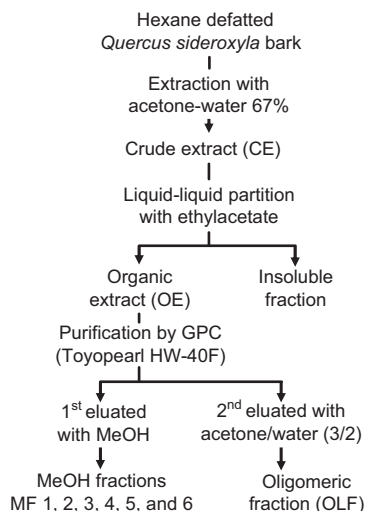 Hexane defatted
Quercus sideroxyla bark
Extraction with
acetone-water 67%
Crude extract (CE)
Liquid-liquid partition
with ethylacetate
Organic
extract (OE)
Insoluble
fraction
Purification by GPC
(Toyopearl HW-40F)
1st eluated
with MeOH
2nd eluated with
acetone/water (3/2)
MeOH fractions
MF 1, 2, 3, 4, 5, and 6
Oligomeric
fraction (OLF)